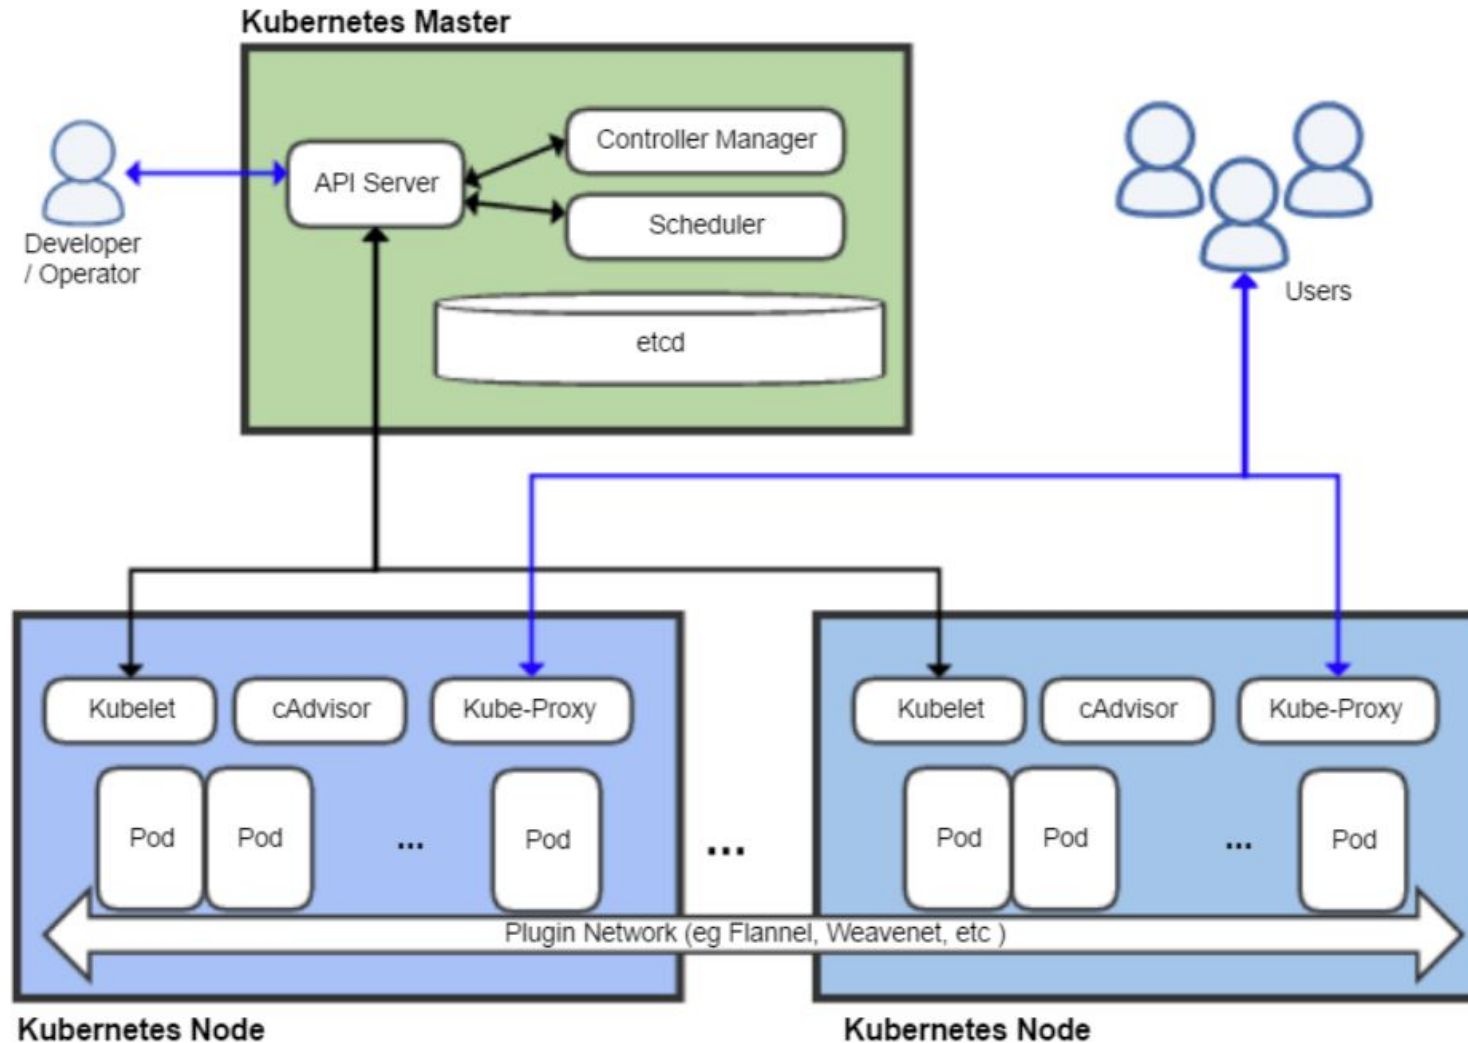 Kubernetes Master
Controller Manager
API Server
Scheduler
Developer
/ Operator
Users
etcd
Kubelet
cAdvisor
Kube-Proxy
Kubelet
cAdvisor
Kube-Proxy
Pod
Pod
...
Pod
...
Pod
Pod
...
Pod
Plugin Network (eg Flannel, Weavenet, etc )
Kubernetes Node
Kubernetes Node